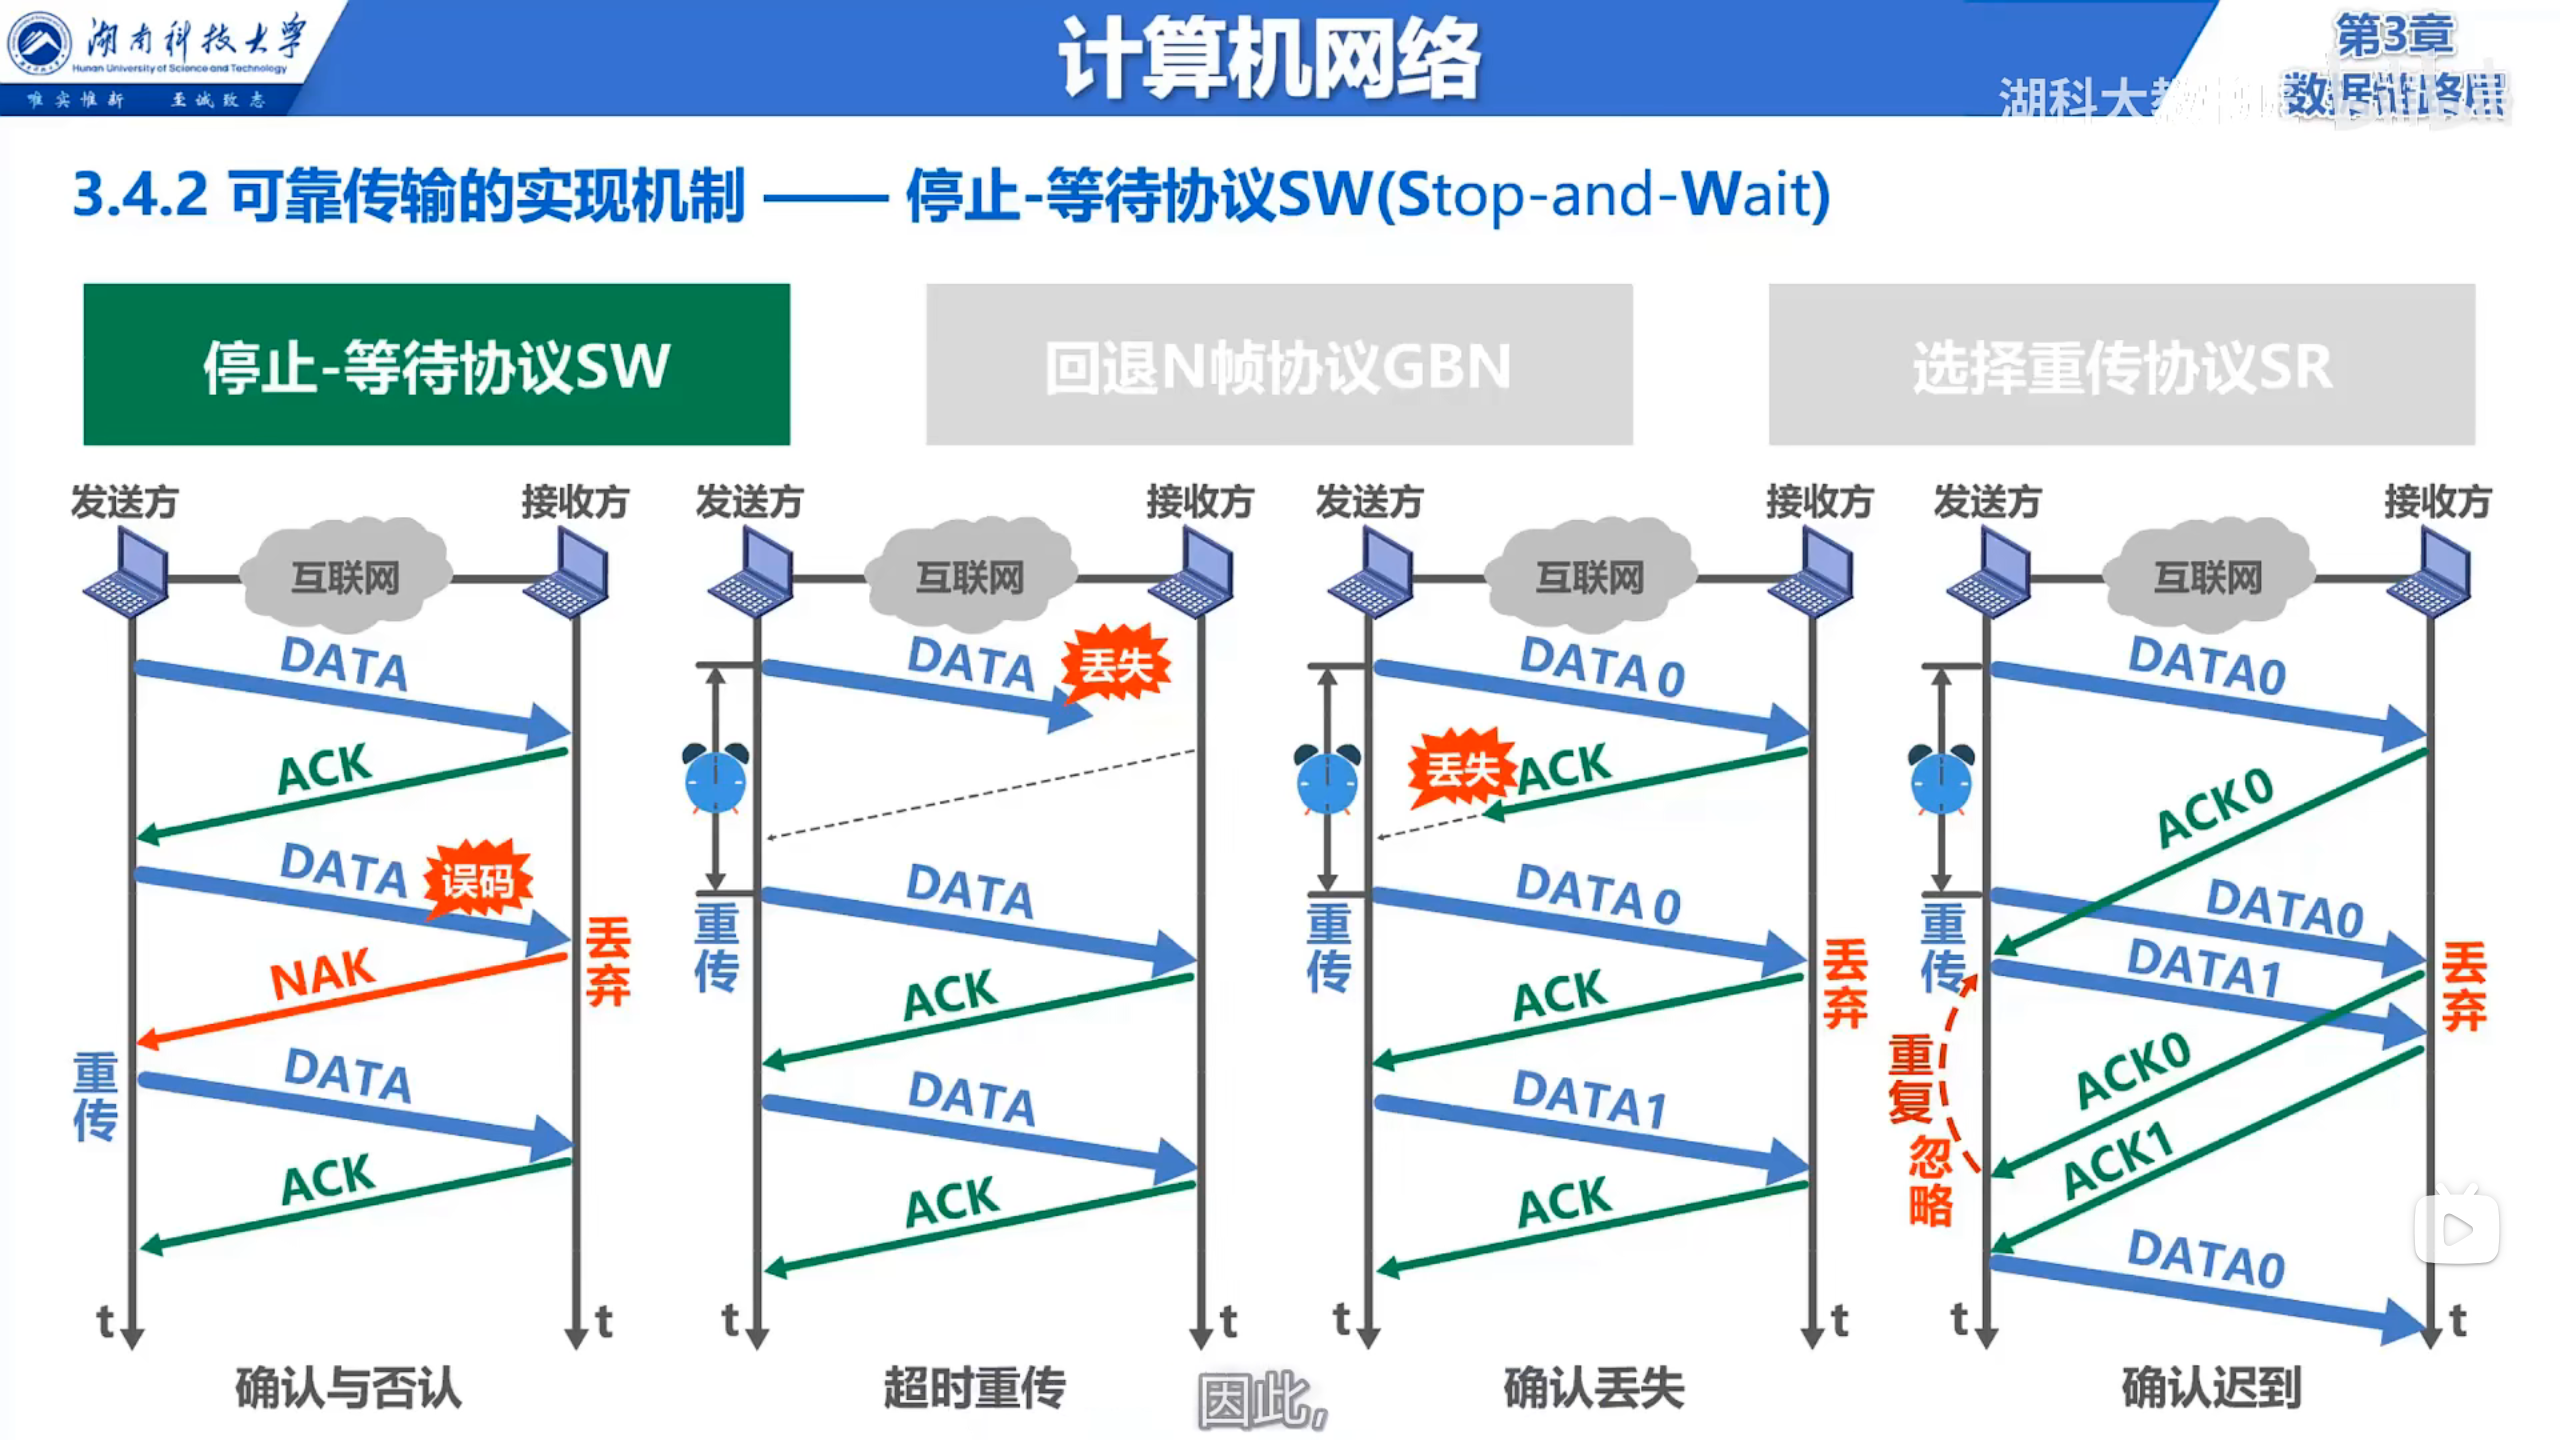 湖南科技大学
Hunan University of Science and Technology
唯实惟新 至诚致志
计算机网络
第3章
数据链路层
湖科大教书匠
3.4.2 可靠传输的实现机制 —— 停止-等待协议SW(Stop-and-Wait)
停止-等待协议SW
回退N帧协议GBN
选择重传协议SR
发送方
接收方
互联网
DATA
ACK
DATA
误码
丢弃
NAK
重传
DATA
ACK
t
t
确认与否认
发送方
接收方
互联网
DATA
丢失
重传
DATA
ACK
DATA
ACK
t
t
超时重传
发送方
接收方
互联网
DATA 0
丢失
ACK
重传
DATA 0
丢弃
ACK
DATA1
ACK
t
t
确认丢失
发送方
接收方
互联网
DATA0
ACK0
重传
DATA0
丢弃
DATA1
重复
忽略
ACK0
ACK1
DATA0
t
t
确认迟到
因此,